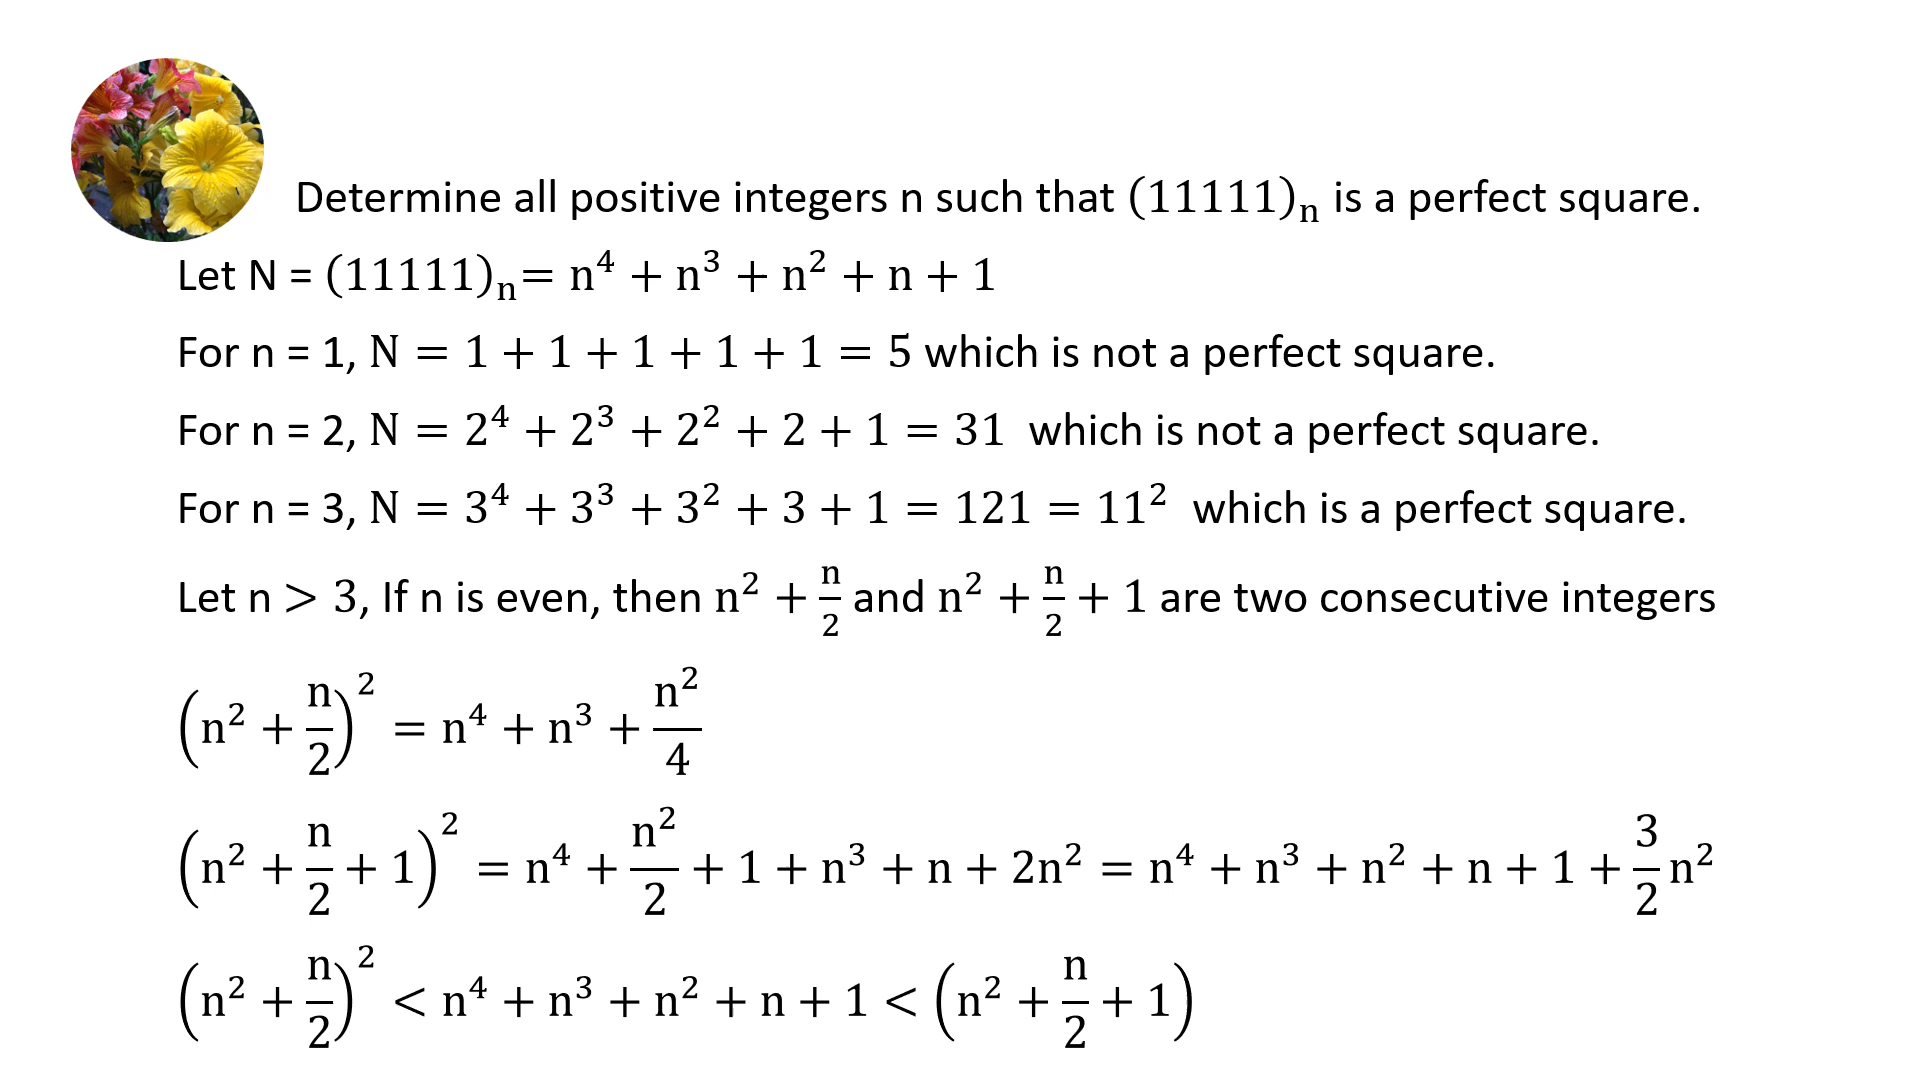 Determine all positive integers n such that (11111)ₙ is a perfect square.
Let N = (11111)ₙ= n⁴ + n³ + n² + n + 1
For n = 1, N = 1 + 1 + 1 + 1 + 1 = 5 which is not a perfect square.
For n = 2, N = 2⁴ + 2³ + 2² + 2 + 1 = 31 which is not a perfect square.
For n = 3, N = 3⁴ + 3³ + 3² + 3 + 1 = 121 = 11² which is a perfect square.
Let n > 3, If n is even, then n² + n/2 and n² + n/2 + 1 are two consecutive integers
(n² + n/2)² = n⁴ + n³ + n²/4
(n² + n/2 + 1)² = n⁴ + n²/2 + 1 + n³ + n + 2n² = n⁴ + n³ + n² + n + 1 + 3/2 n²
(n² + n/2)² < n⁴ + n³ + n² + n + 1 < (n² + n/2 + 1)